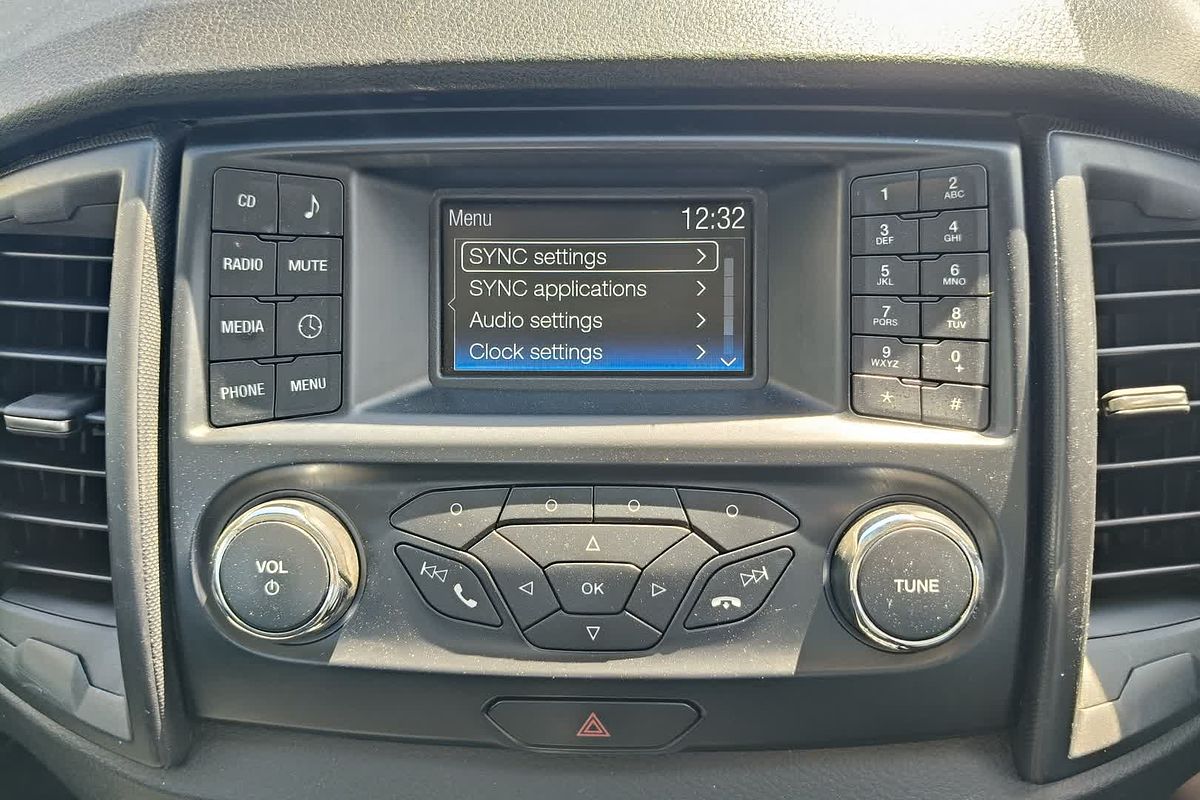 CD
RADIO MUTE
MEDIA
PHONE MENU
Menu 12:32
SYNC settings
SYNC applications
Audio settings
Clock settings
1 2
ABC
3 4
DEF GHI
5 6
JKL MNO
7 8
PQRS TUV
9 0
WXYZ +
* #
VOL
OK
TUNE